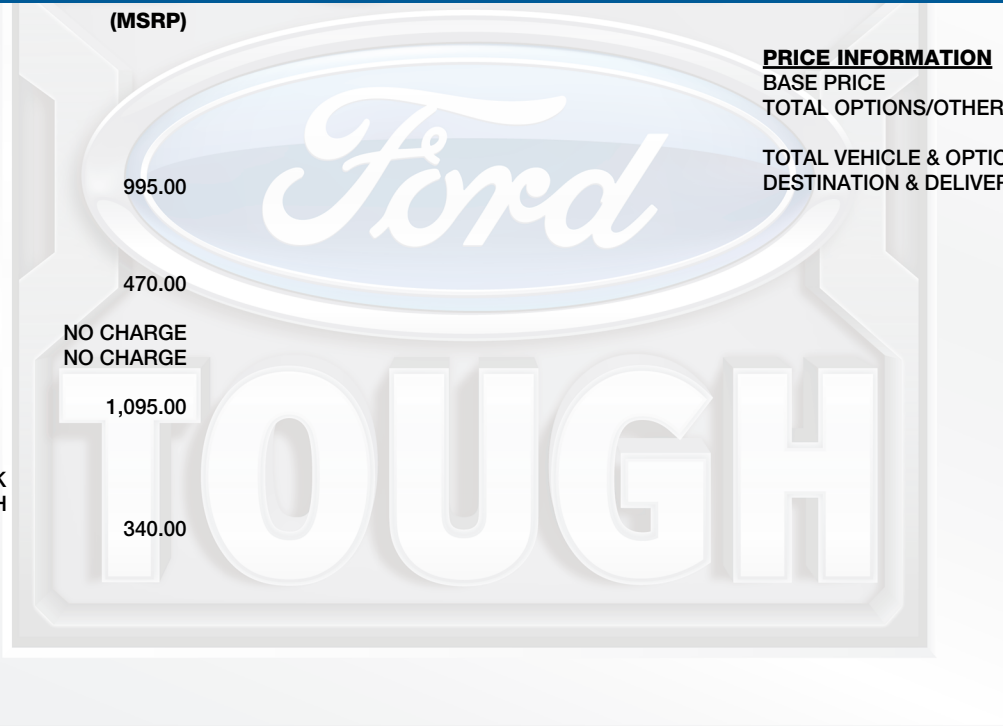 (MSRP)
995.00
470.00
NO CHARGE
NO CHARGE
1,095.00
K
H
340.00
PRICE INFORMATION
BASE PRICE
TOTAL OPTIONS/OTHER
TOTAL VEHICLE & OPTIO
DESTINATION & DELIVER
Ford
TOUGH